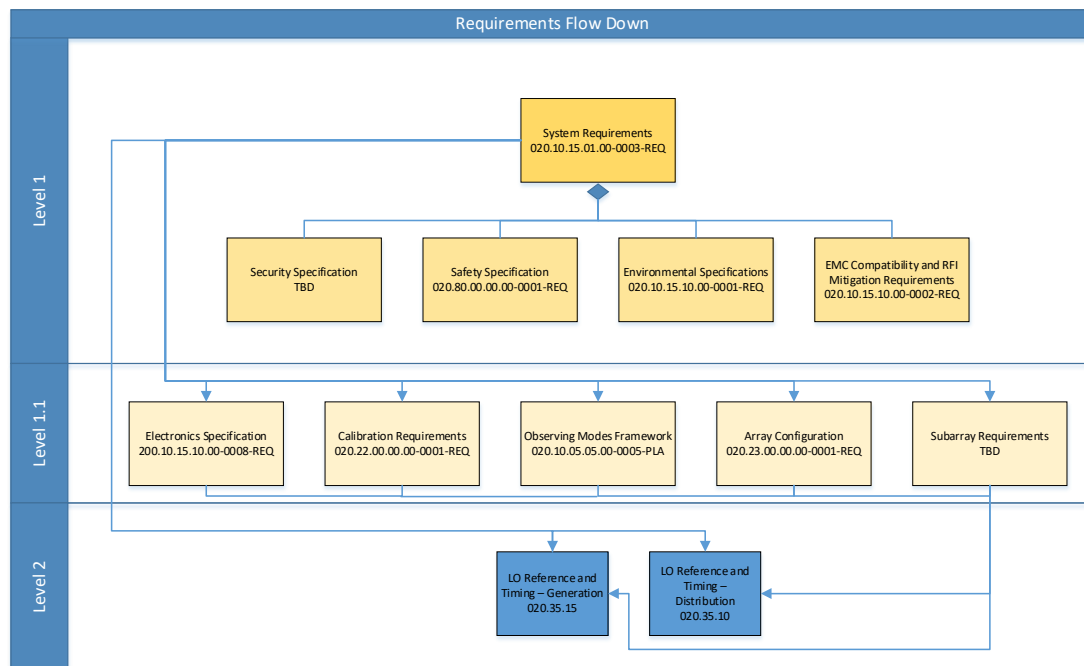 Requirements Flow Down
Level 1
System Requirements
020.10.15.01.00-0003-REQ
Security Specification
TBD
Safety Specification
020.80.00.00.00-0001-REQ
Environmental Specifications
020.10.15.10.00-0001-REQ
EMC Compatibility and RFI
Mitigation Requirements
020.10.15.10.00-0002-REQ
Level 1.1
Electronics Specification
200.10.15.10.00-0008-REQ
Calibration Requirements
020.22.00.00.00-0001-REQ
Observing Modes Framework
020.10.05.05.00-0005-PLA
Array Configuration
020.23.00.00.00-0001-REQ
Subarray Requirements
TBD
Level 2
LO Reference and
Timing – Generation
020.35.15
LO Reference and
Timing –
Distribution
020.35.10